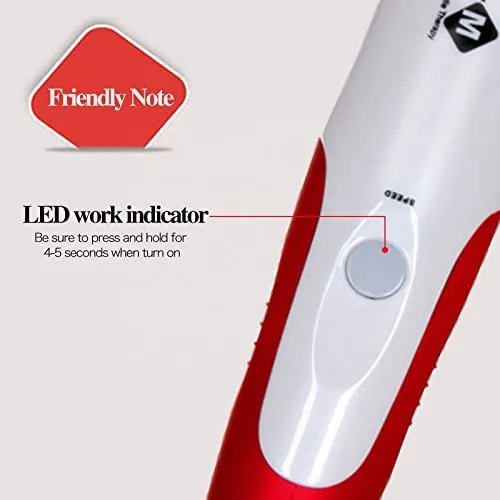 Friendly Note
M
Therapy
SPEED
LED work indicator
Be sure to press and hold for
4-5 seconds when turn on